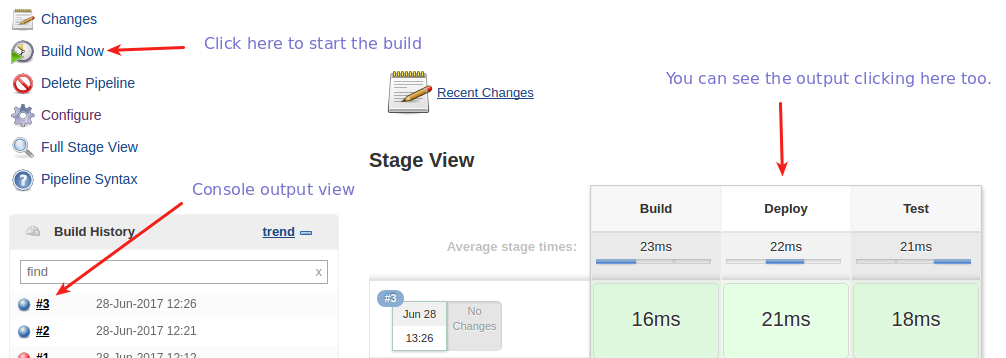 Changes
Build Now
Click here to start the build
Delete Pipeline
Configure
Full Stage View
Pipeline Syntax
Console output view
Build History
trend
find
x
#3
28-Jun-2017 12:26
#2
28-Jun-2017 12:21
#1
28-Jun-2017 12:12
You can see the output clicking here too.
Recent Changes
Stage View
Build
Deploy
Test
Average stage times:
23ms
22ms
21ms
#3
Jun 28
13:26
No
Changes
16ms
21ms
18ms